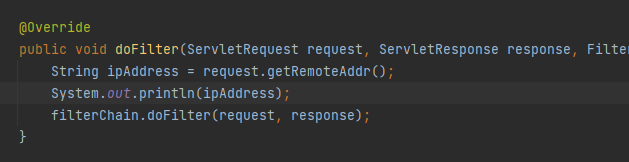 @Override
public void doFilter(ServletRequest request, ServletResponse response, Filter
String ipAddress = request.getRemoteAddr();
System.out.println(ipAddress);
filterChain.doFilter(request, response);
}